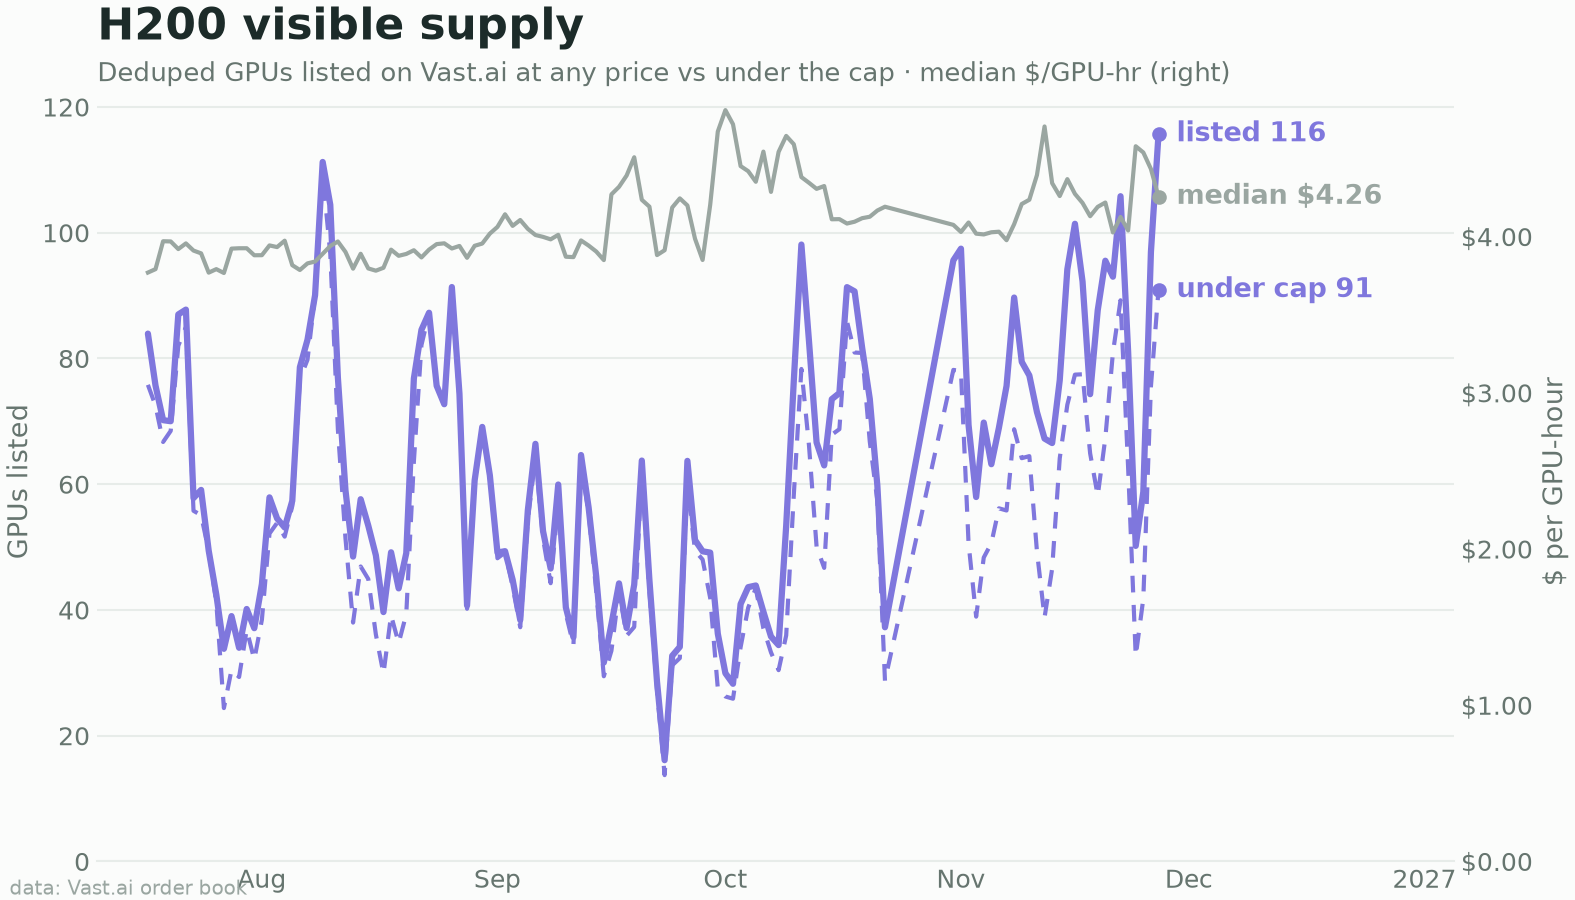 H200 visible supply
Deduped GPUs listed on Vast.ai at any price vs under the cap · median $/GPU-hr (right)
120
100
80
60
40
20
0
GPUs listed
listed 116
median $4.26
under cap 91
$4.00
$3.00
$2.00
$1.00
$0.00
$ per GPU-hour
Aug
Sep
Oct
Nov
Dec
2027
data: Vast.ai order book